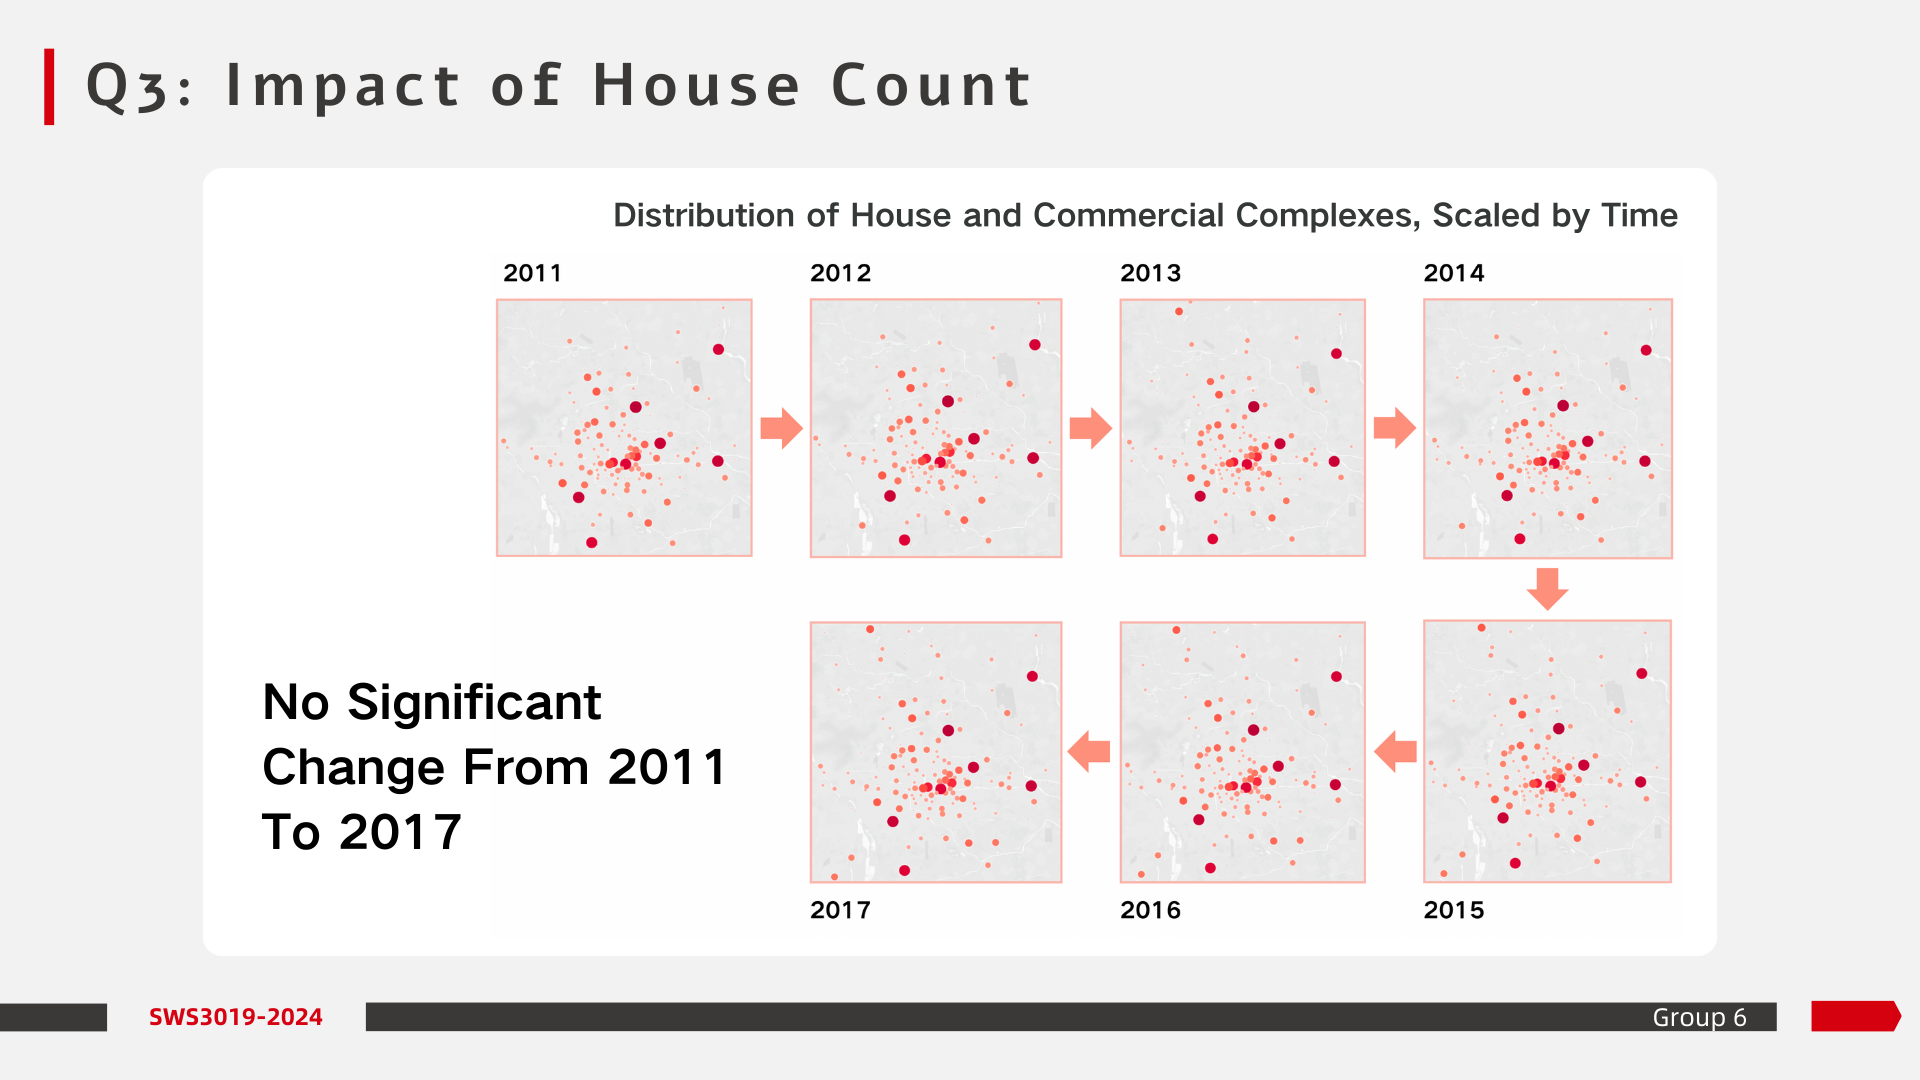 Q3: Impact of House Count
Distribution of House and Commercial Complexes, Scaled by Time
2011
2012
2013
2014
No Significant
Change From 2011
To 2017
2017
2016
2015
SWS3019-2024
Group 6